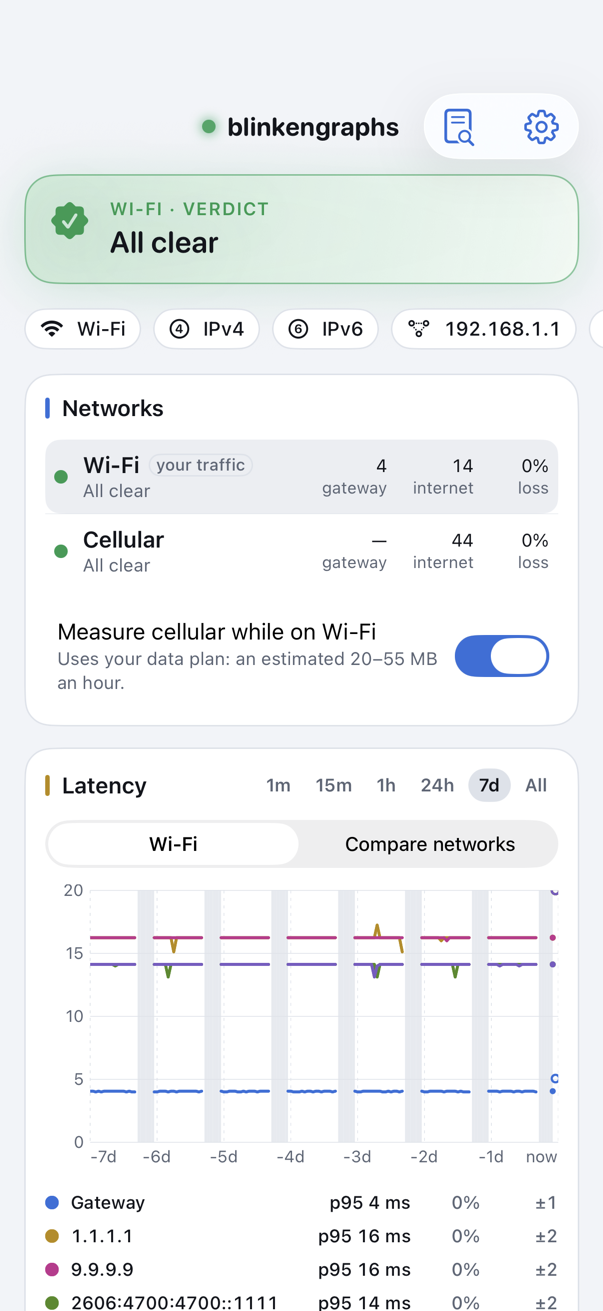 blinkengraphs
WI-FI · VERDICT
All clear
Wi-Fi
4 IPv4
6 IPv6
192.168.1.1
Networks
Wi-Fi your traffic 4 14 0%
All clear gateway internet loss
Cellular — 44 0%
All clear gateway internet loss
Measure cellular while on Wi-Fi
Uses your data plan: an estimated 20–55 MB
an hour.
Latency 1m 15m 1h 24h 7d All
Wi-Fi Compare networks
20
15
10
5
0
-7d -6d -5d -4d -3d -2d -1d now
Gateway p95 4 ms 0% ±1
1.1.1.1 p95 16 ms 0% ±2
9.9.9.9 p95 16 ms 0% ±2
2606:4700:4700::1111 p95 14 ms 0% ±2